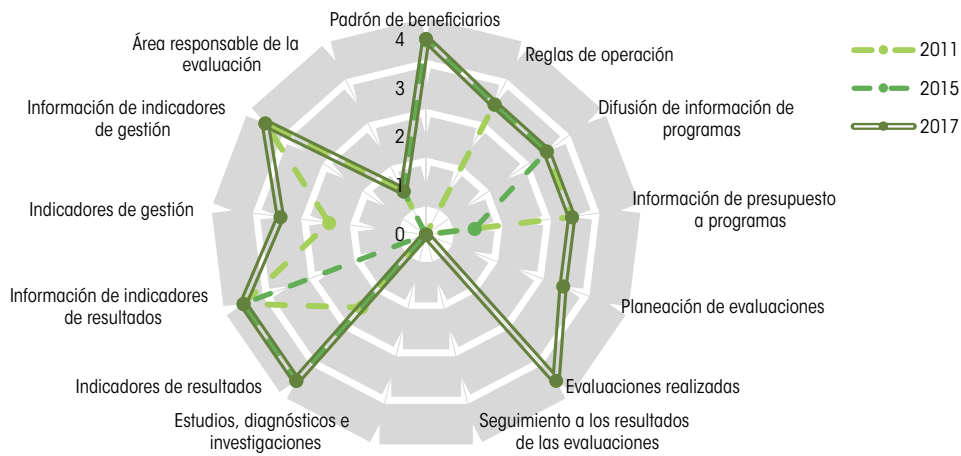 Padrón de beneficiarios
Reglas de operación
Difusión de información de
programas
Información de presupuesto
a programas
Planeación de evaluaciones
Evaluaciones realizadas
Seguimiento a los resultados
de las evaluaciones
Estudios, diagnósticos e
investigaciones
Indicadores de resultados
Información de indicadores
de resultados
Indicadores de gestión
Información de indicadores
de gestión
Área responsable de la
evaluación
4
3
2
1
0
2011
2015
2017